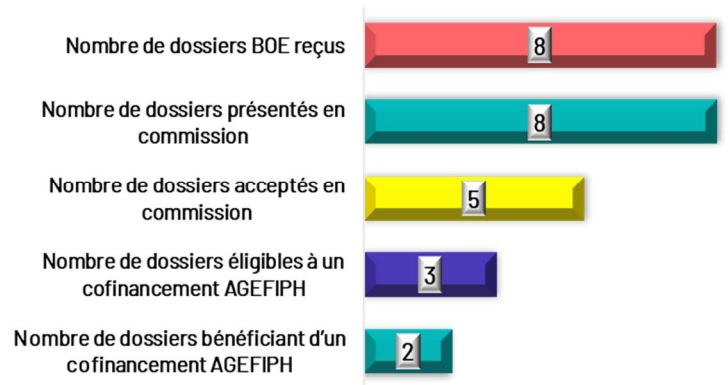 Nombre de dossiers BOE reçus
8
Nombre de dossiers présentés en
commission
8
Nombre de dossiers acceptés en
commission
5
Nombre de dossiers éligibles à un
cofinancement AGEFIPH
3
Nombre de dossiers bénéficiant d'un
cofinancement AGEFIPH
2